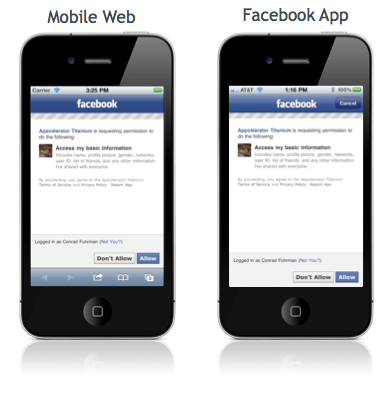 Mobile Web
Facebook App
Carrier 3:25 PM
facebook
Appcelerator Titanium is requesting permission to
do the following:
Access my basic information
Includes name, profile picture, gender, networks,
user ID, list of friends, and any other information
I've shared with everyone.
By proceeding, you agree to the Appcelerator Titanium
Terms of Service and Privacy Policy · Report App
Logged in as Conrad Fuhrman (Not You?)
Don't Allow Allow
AT&T 1:16 PM 100%
facebook Cancel
Appcelerator Titanium is requesting permission to
do the following:
Access my basic information
Includes name, profile picture, gender, networks,
user ID, list of friends, and any other information
I've shared with everyone.
By proceeding, you agree to the Appcelerator Titanium
Terms of Service and Privacy Policy · Report App
Logged in as Conrad Fuhrman (Not You?)
Don't Allow Allow